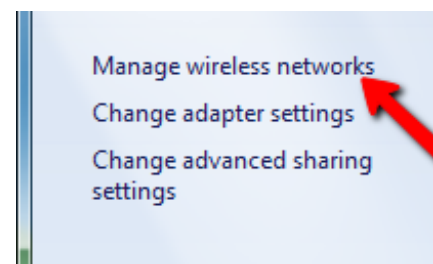 Manage wireless networks
Change adapter settings
Change advanced sharing
settings